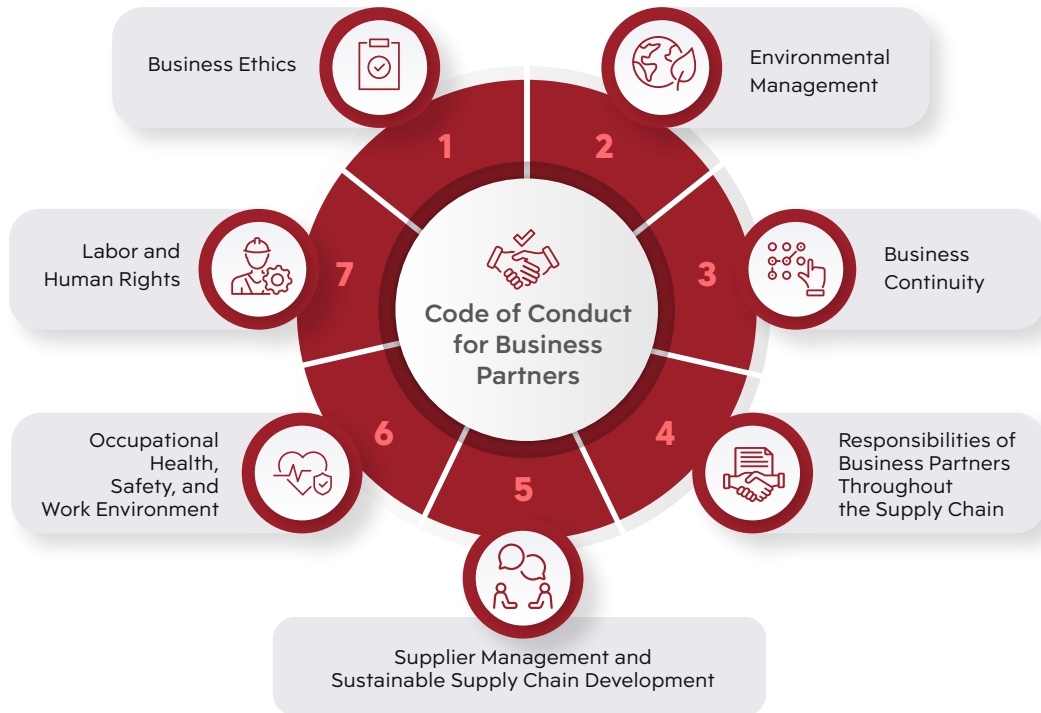 Code of Conduct
for Business
Partners
1
Business Ethics
2
Environmental
Management
3
Business
Continuity
4
Responsibilities of
Business Partners
Throughout
the Supply Chain
5
Supplier Management and
Sustainable Supply Chain Development
6
Occupational
Health,
Safety, and
Work Environment
7
Labor and
Human Rights